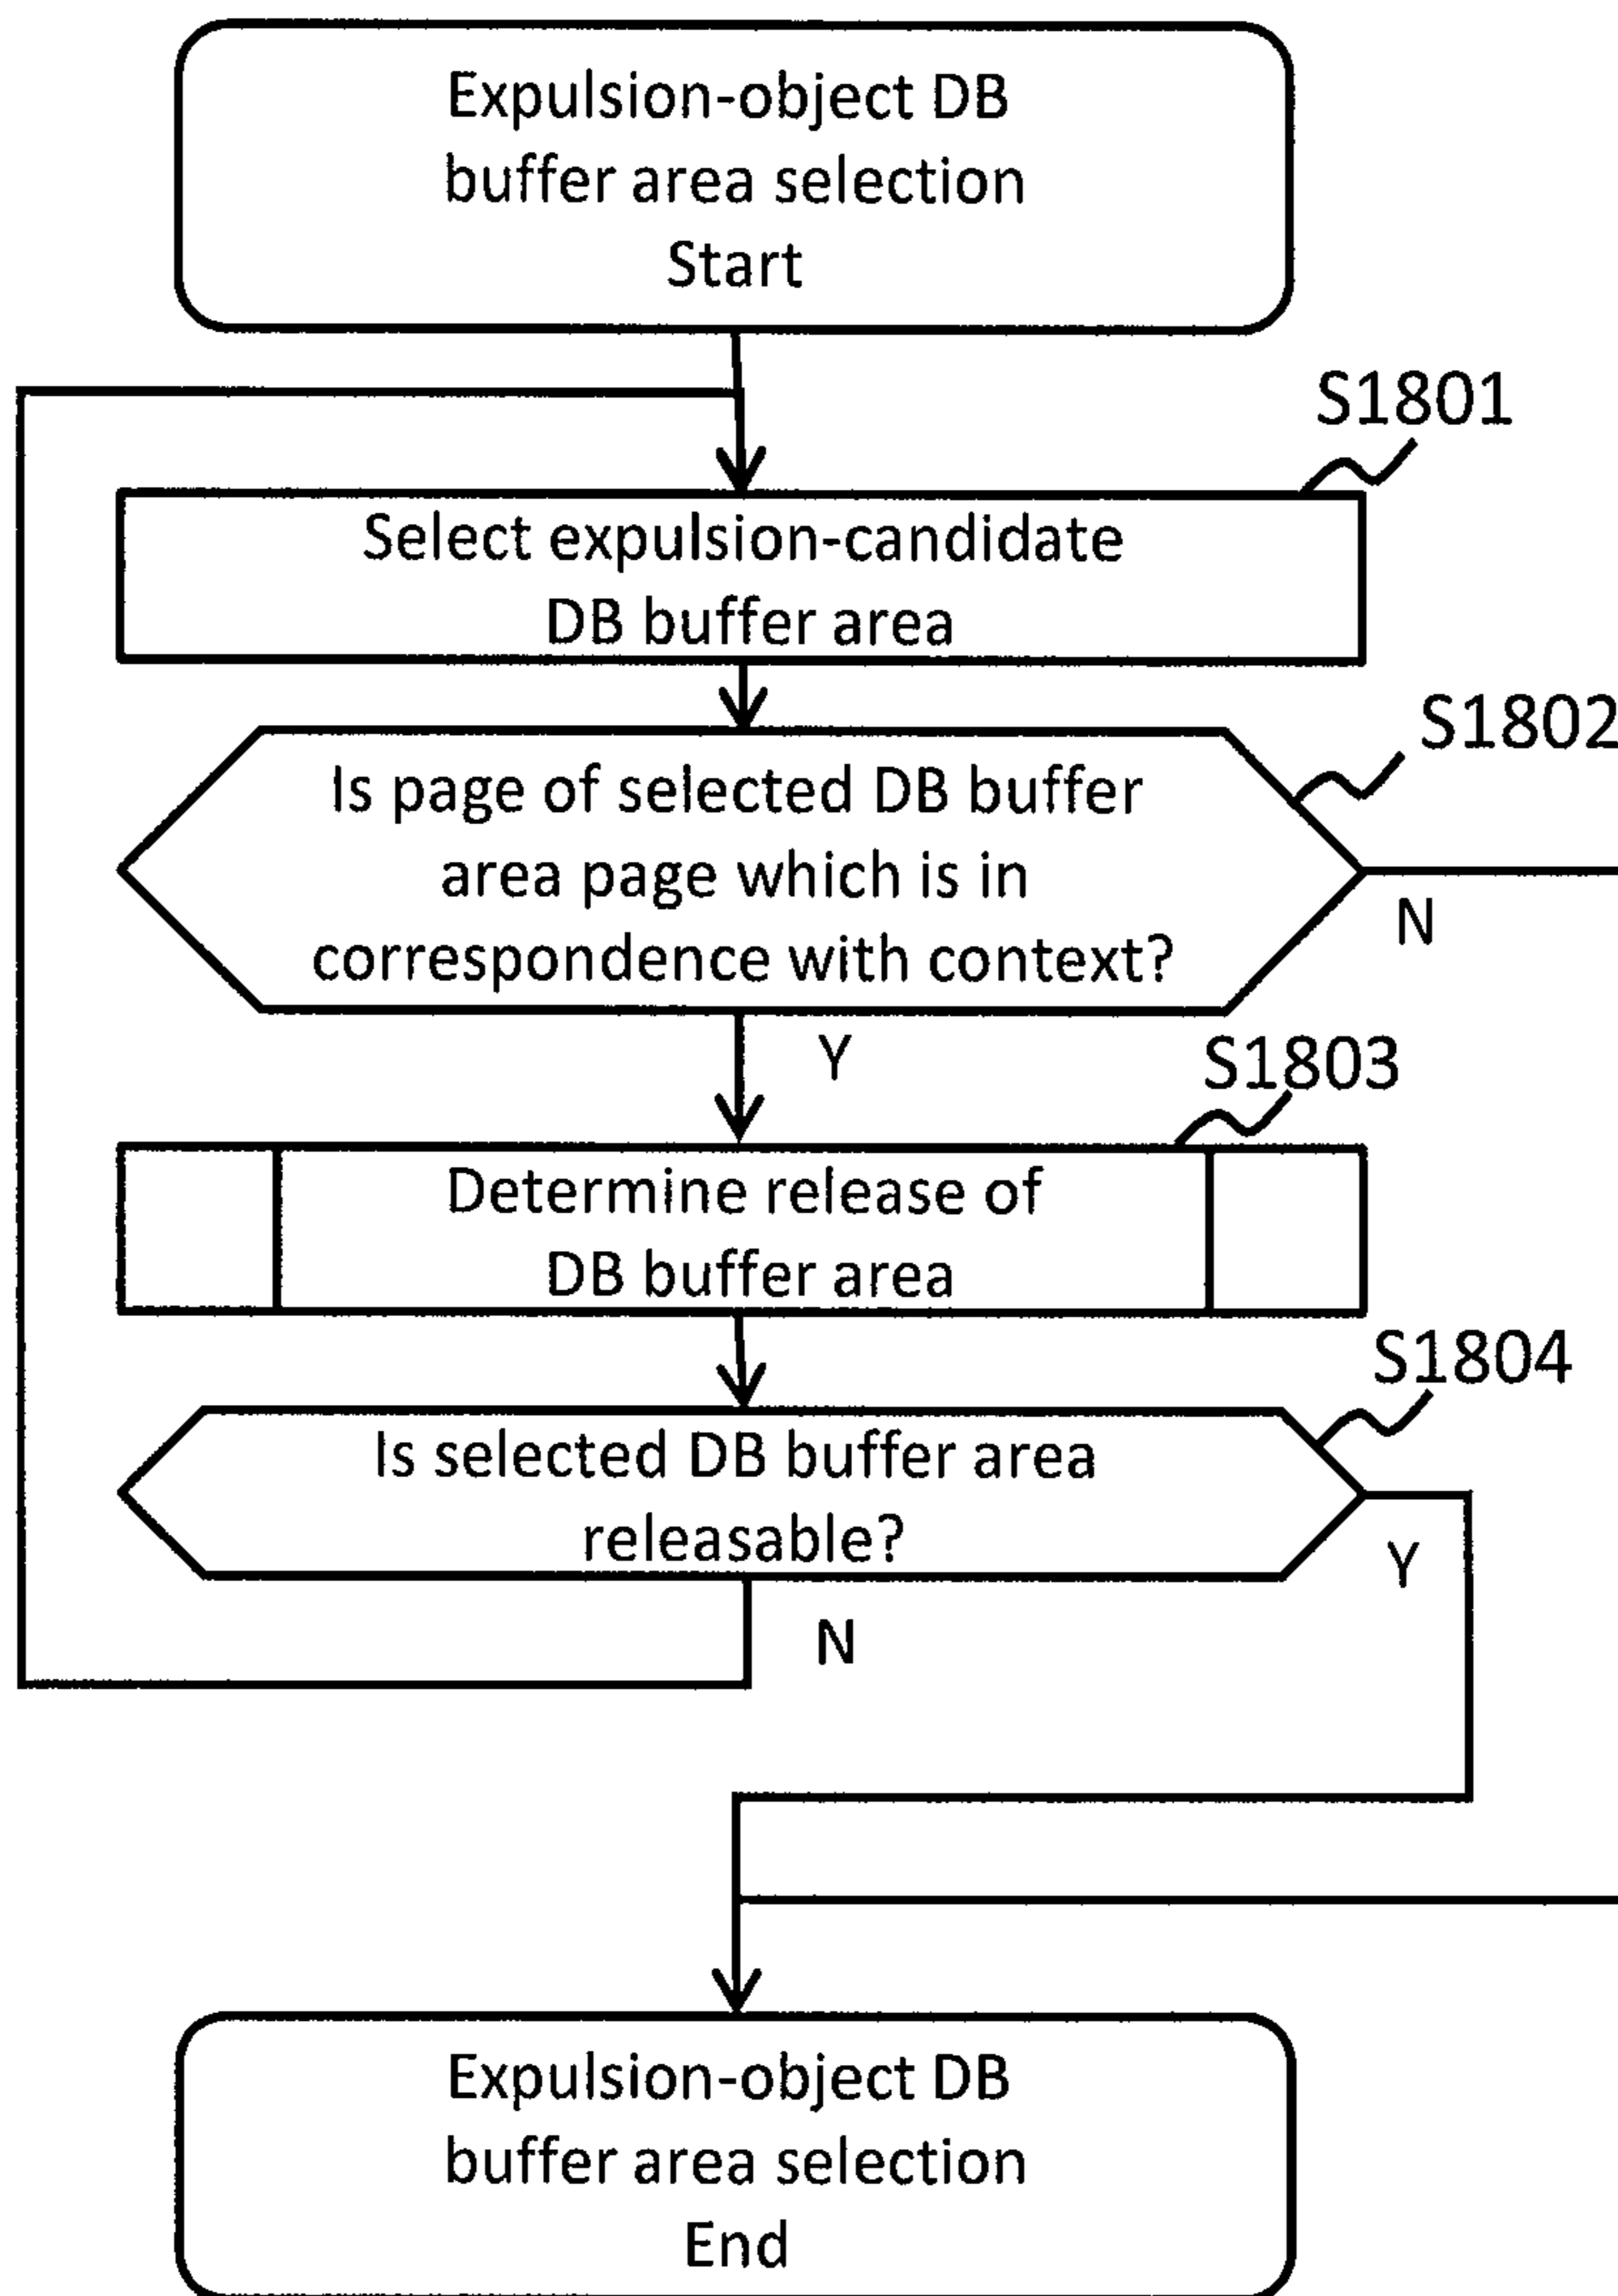 Expulsion-object DB
buffer area selection
Start
S1801
Select expulsion-candidate
DB buffer area
S1802
Is page of selected DB buffer
area page which is in
correspondence with context?
N
Y
S1803
Determine release of
DB buffer area
S1804
Is selected DB buffer area
releasable?
Y
N
Expulsion-object DB
buffer area selection
End